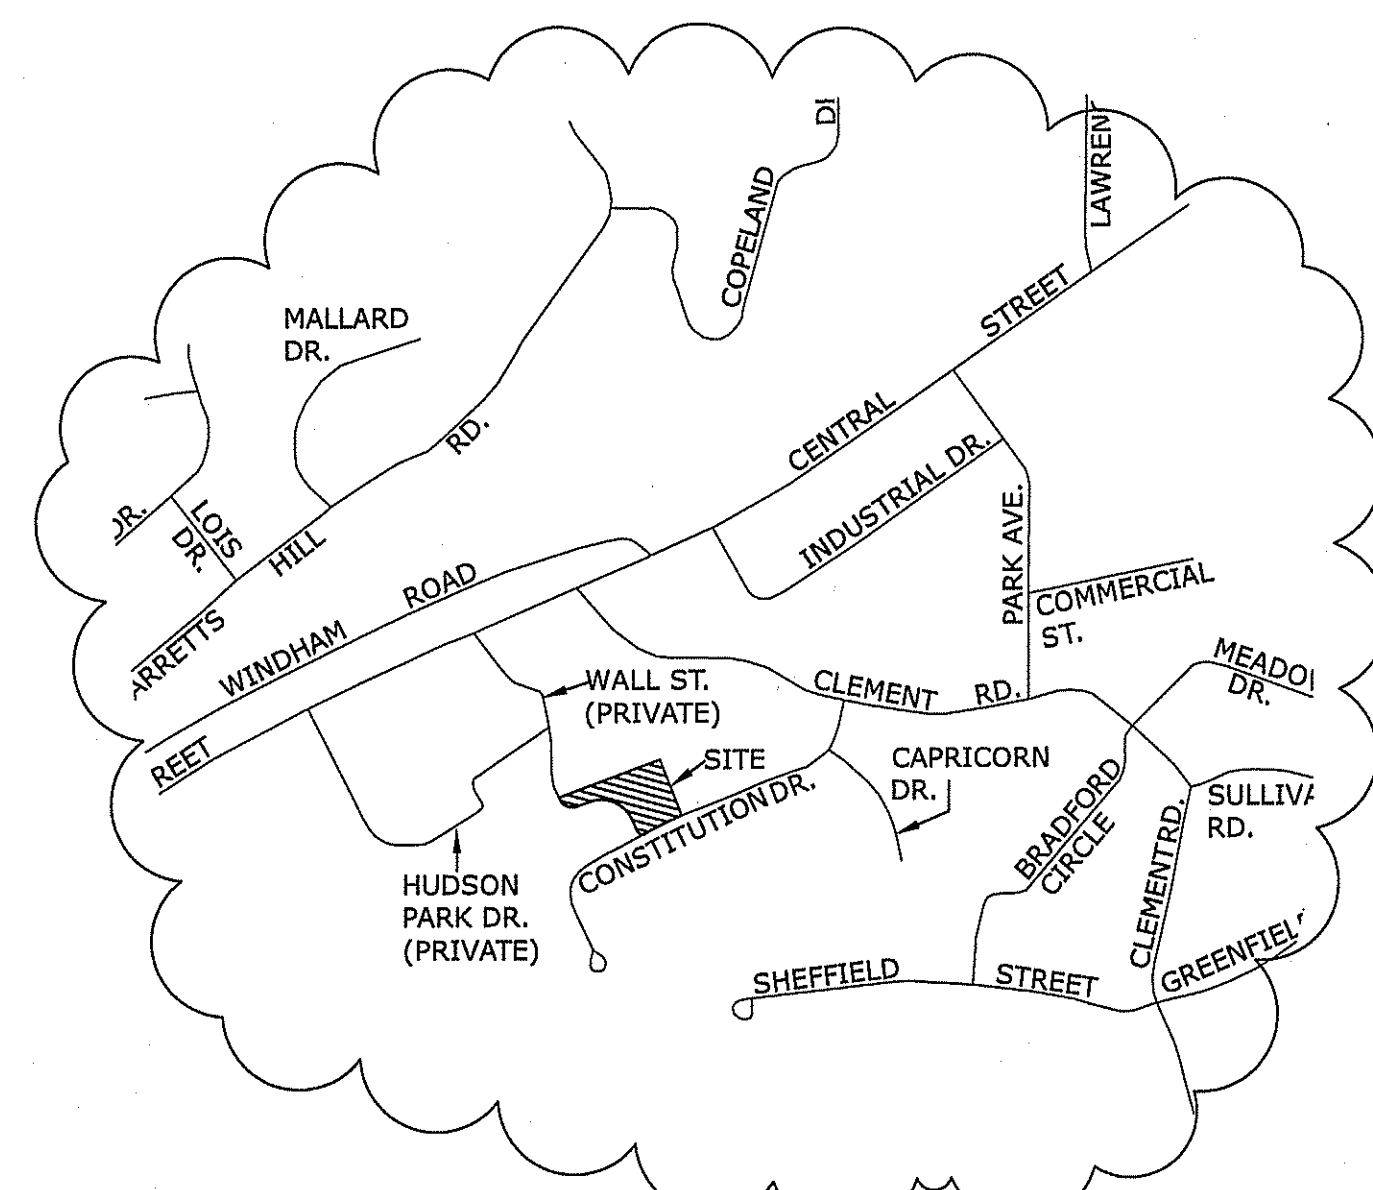 DI
LAWREN
COPELAND
STREET
MALLARD
DR.
RD.
CENTRAL
INDUSTRIAL DR.
DR.
LOIS
DR.
HILL
PARK AVE.
ROAD
COMMERCIAL
ST.
ARRETTS
WINDHAM
MEADO
DR.
WALL ST.
(PRIVATE)
CLEMENT RD.
REET
SITE
CAPRICORN
DR.
CONSTITUTION DR.
BRADFORD
CIRCLE
SULLIVA
RD.
CLEMENT RD.
HUDSON
PARK DR.
(PRIVATE)
SHEFFIELD STREET
GREENFIEL